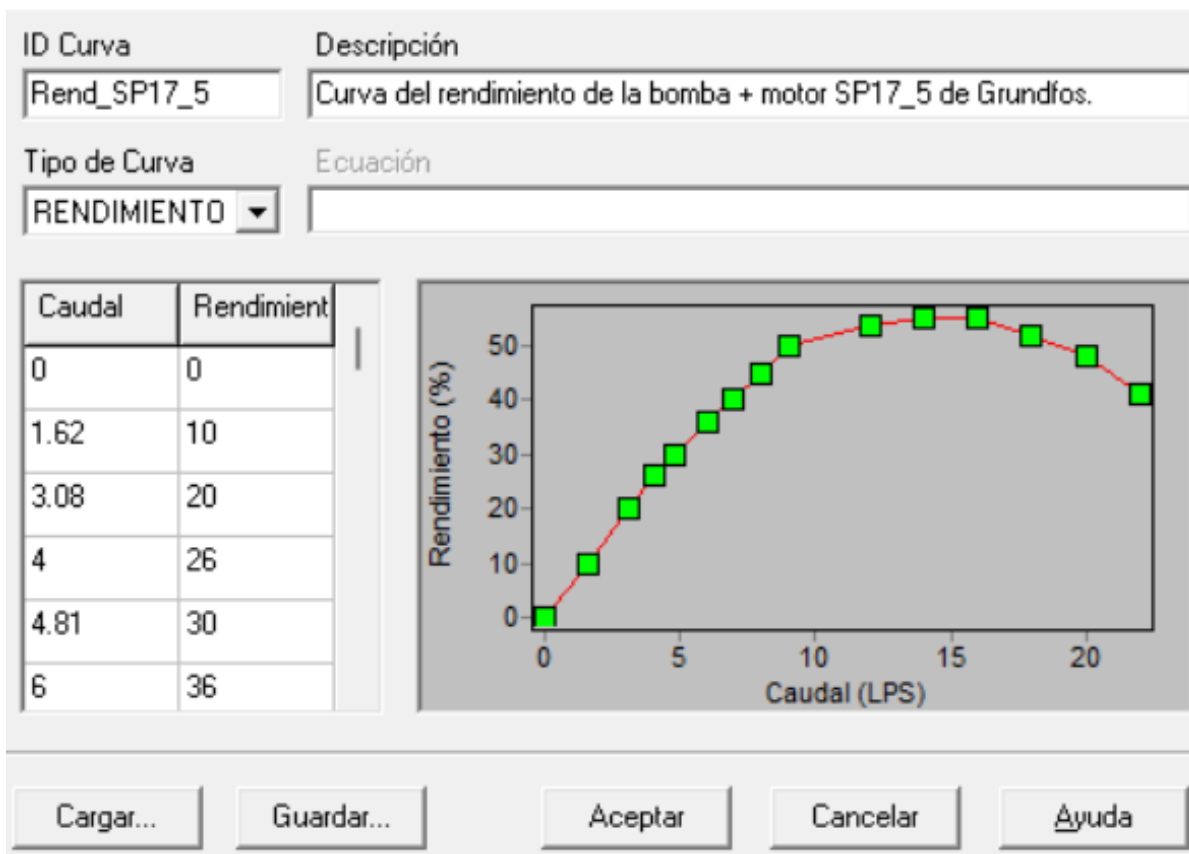 ID Curva Descripción
Rend_SP17_5 Curva del rendimiento de la bomba + motor SP17_5 de Grundfos.
Tipo de Curva Ecuación
RENDIMIENTO
Caudal Rendimient
0 0
1.62 10
3.08 20
4 26
4.81 30
6 36
Rendimiento (%)
50
40
30
20
10
0
0 5 10 15 20
Caudal (LPS)
Cargar... Guardar... Aceptar Cancelar Ayuda